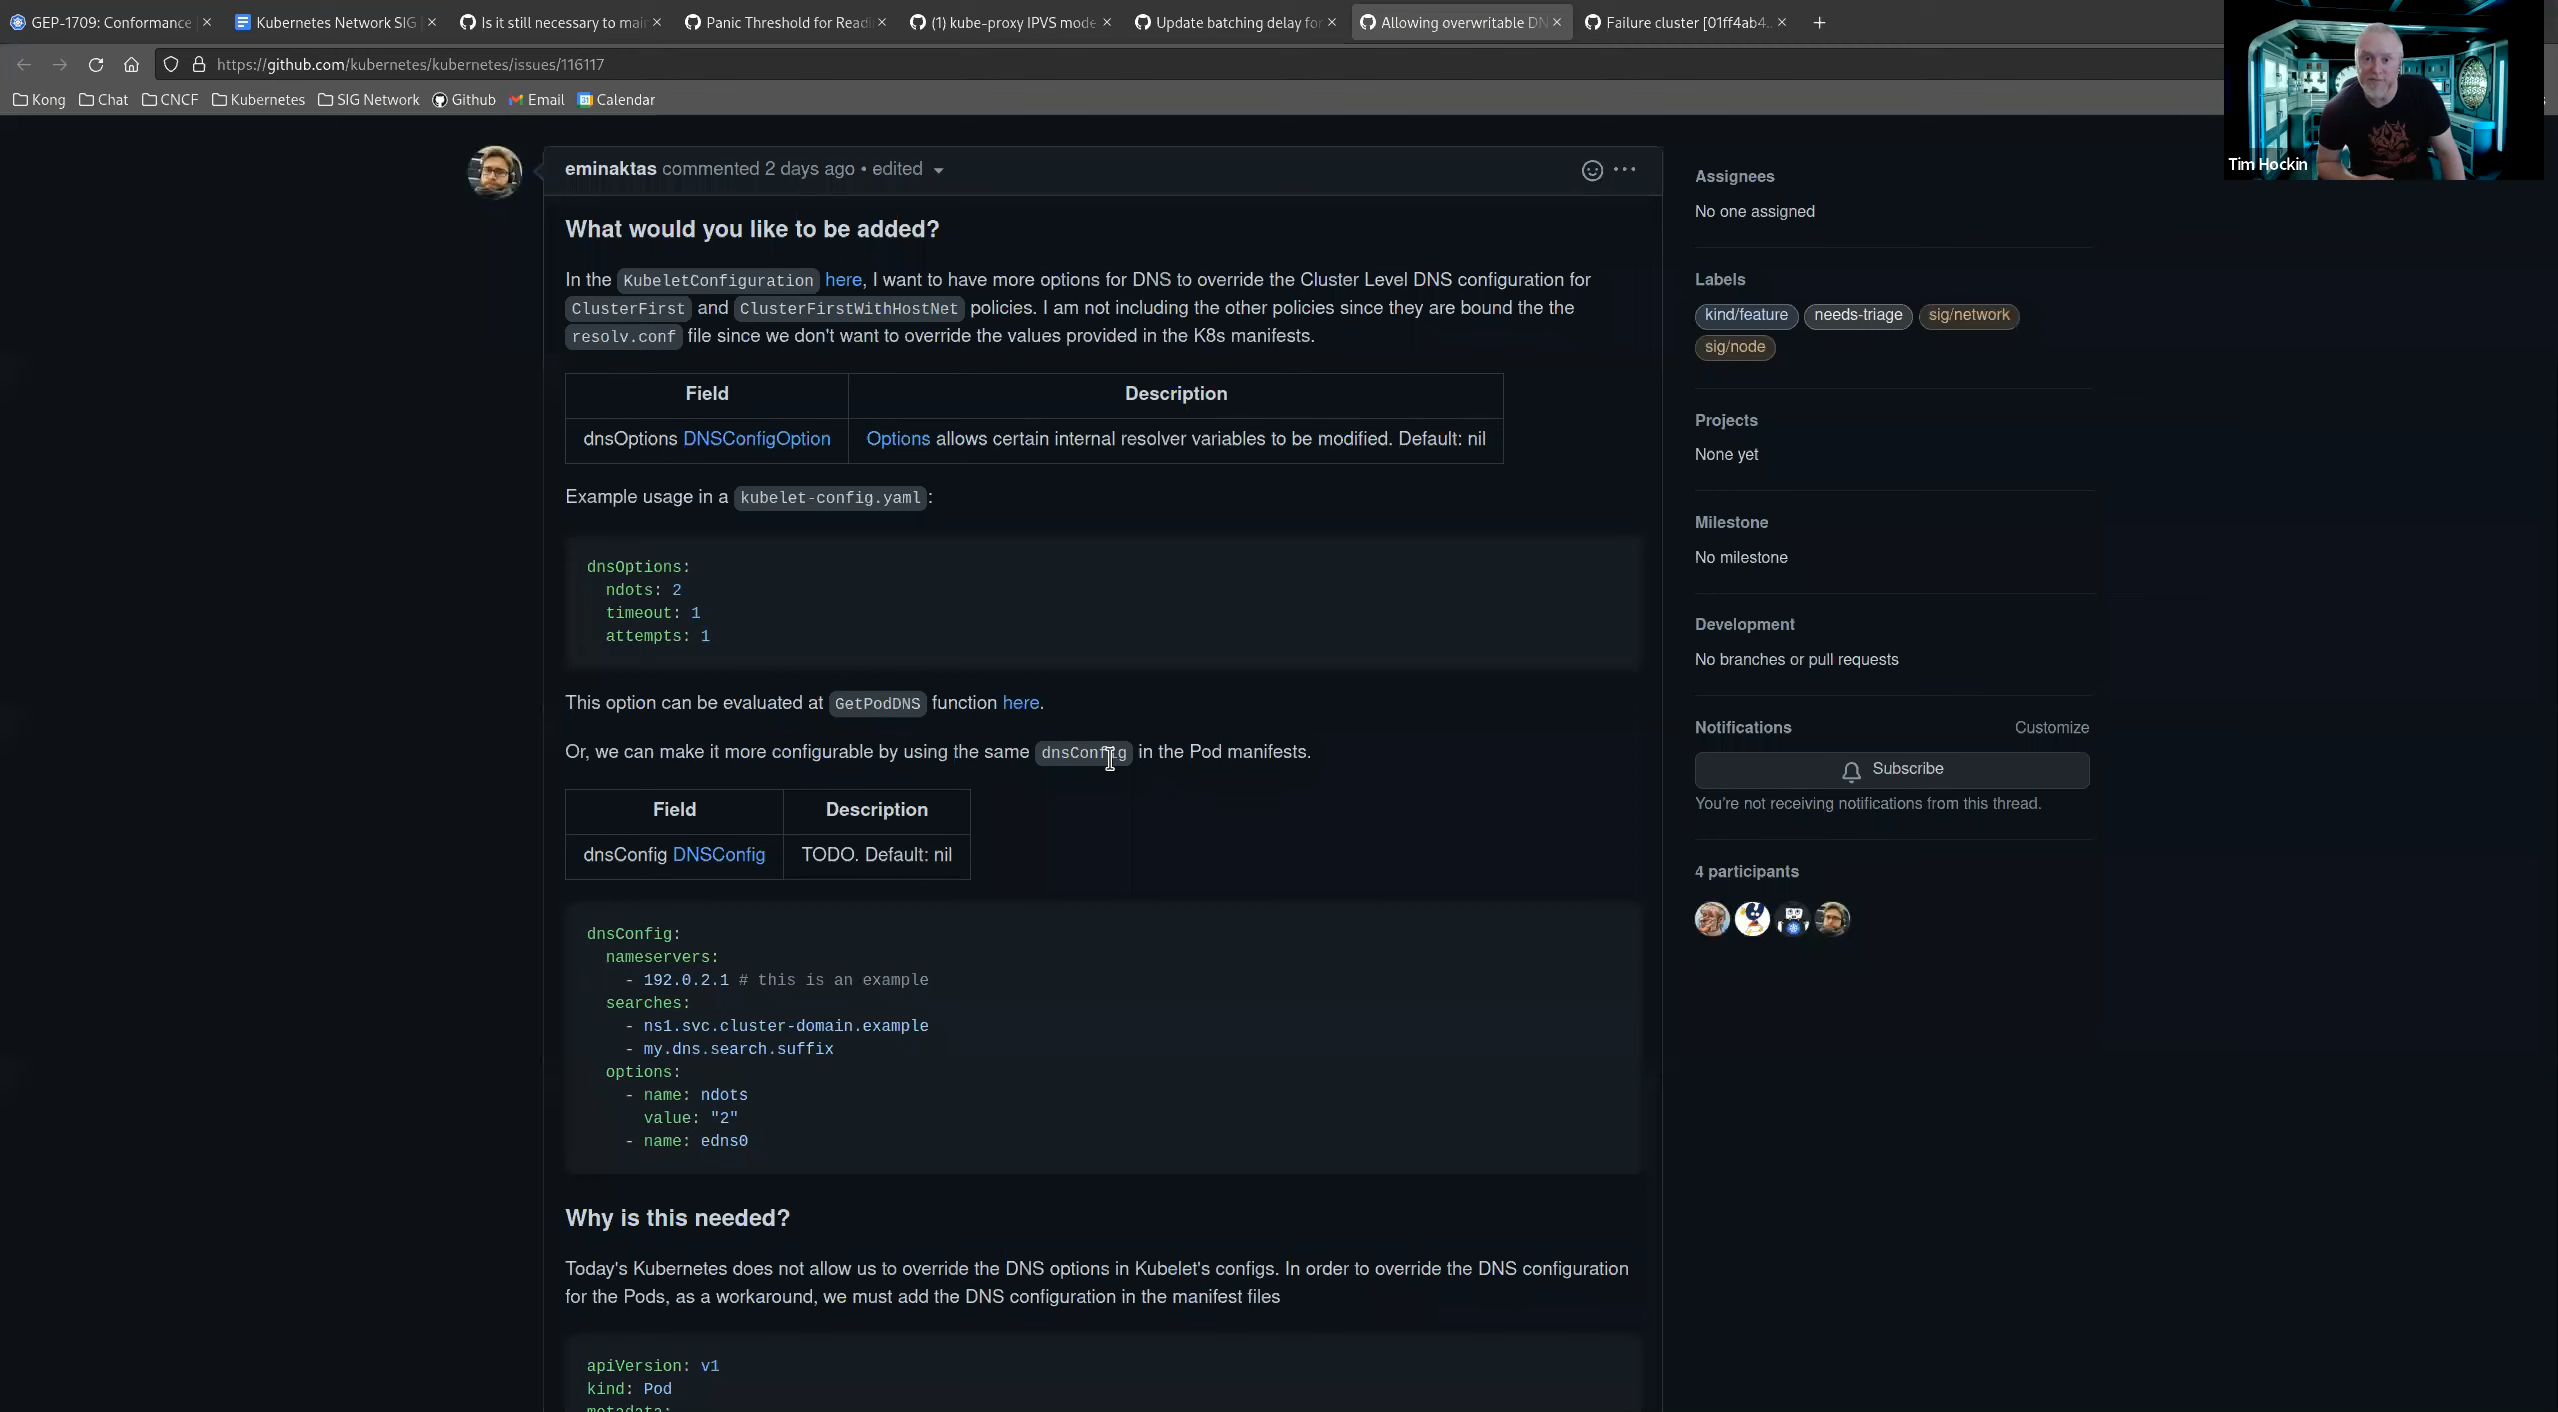 GEP-1709: Conformance
Kubernetes Network SIG
Is it still necessary to mai
Panic Threshold for Readi
(1) kube-proxy IPVS mode
Update batching delay for
Allowing overwritable DN
Failure cluster [01ff4ab4..
https://github.com/kubernetes/kubernetes/issues/116117
Kong
Chat
CNCF
Kubernetes
SIG Network
Github
Email
Calendar
Tim Hockin
eminaktas commented 2 days ago • edited
What would you like to be added?
In the KubeletConfiguration here, I want to have more options for DNS to override the Cluster Level DNS configuration for
ClusterFirst and ClusterFirstWithHostNet policies. I am not including the other policies since they are bound the the
resolv.conf file since we don't want to override the values provided in the K8s manifests.
Field Description
dnsOptions DNSConfigOption Options allows certain internal resolver variables to be modified. Default: nil
Example usage in a kubelet-config.yaml:
dnsOptions:
ndots: 2
timeout: 1
attempts: 1
This option can be evaluated at GetPodDNS function here.
Or, we can make it more configurable by using the same dnsConfig in the Pod manifests.
Field Description
dnsConfig DNSConfig TODO. Default: nil
dnsConfig:
nameservers:
- 192.0.2.1 # this is an example
searches:
- ns1.svc.cluster-domain.example
- my.dns.search.suffix
options:
- name: ndots
value: "2"
- name: edns0
Why is this needed?
Today's Kubernetes does not allow us to override the DNS options in Kubelet's configs. In order to override the DNS configuration
for the Pods, as a workaround, we must add the DNS configuration in the manifest files
apiVersion: v1
kind: Pod
metadata:
Assignees
No one assigned
Labels
kind/feature needs-triage sig/network
sig/node
Projects
None yet
Milestone
No milestone
Development
No branches or pull requests
Notifications Customize
Subscribe
You're not receiving notifications from this thread.
4 participants